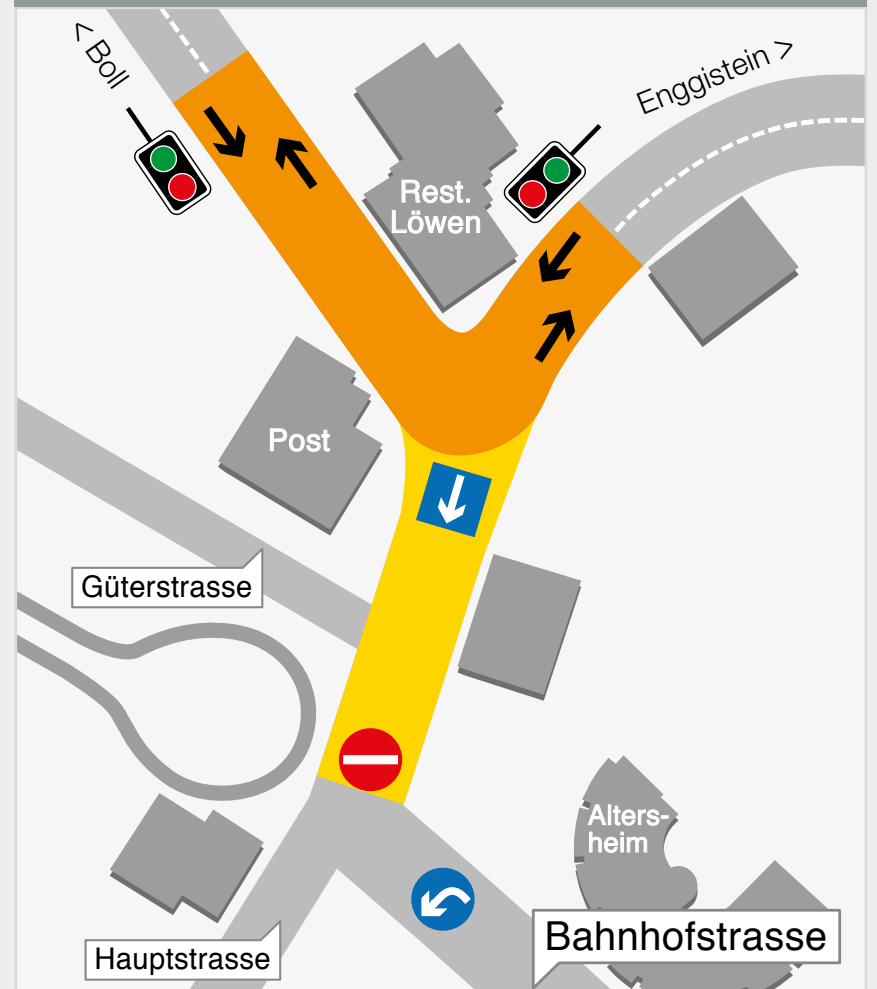 < Boll
Enggistein >
Rest.
Löwen
Post
Güterstrasse
Alters-
heim
Bahnhofstrasse
Hauptstrasse